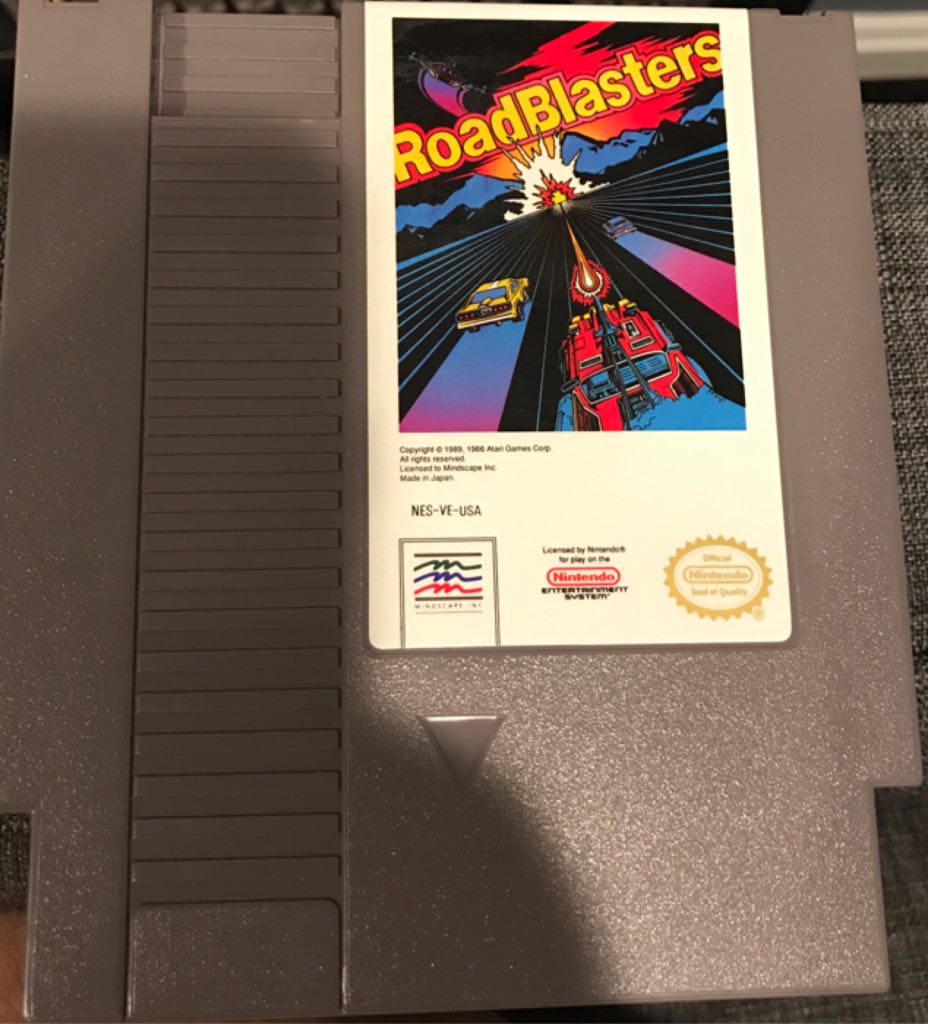 RoadBlasters
Copyright © 1989, 1986 Atari Games Corp.
All rights reserved.
Licensed to Mindscape Inc.
Made in Japan.
NES-VE-USA
MINDSCAPE INC
Licensed by Nintendo®
for play on the
Nintendo
ENTERTAINMENT
SYSTEM™
Official
Nintendo
Seal of Quality
®